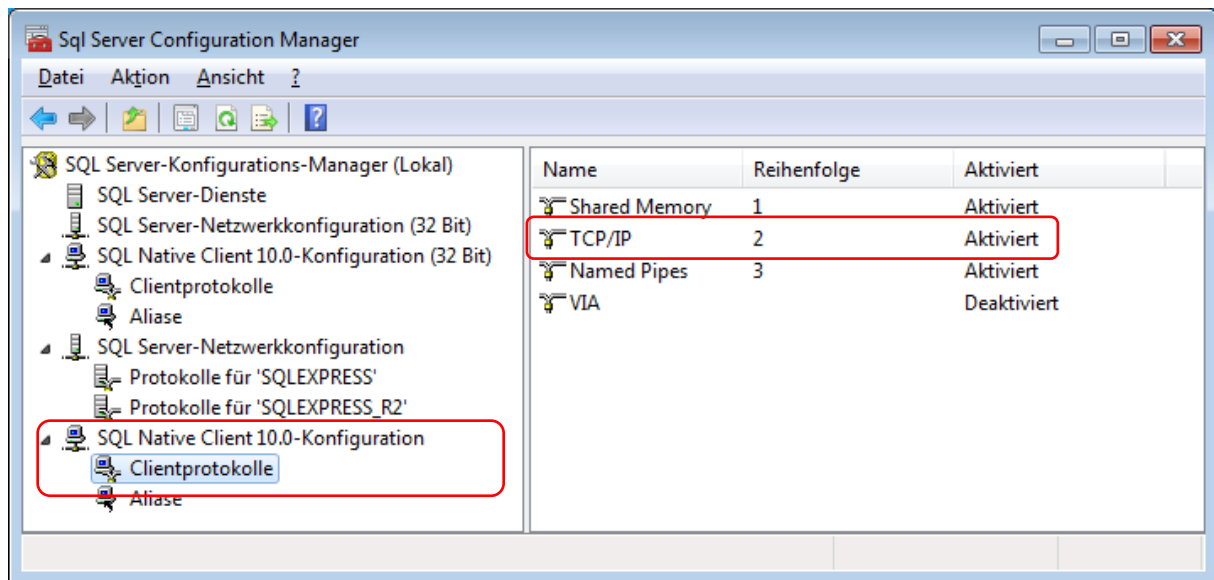 Sql Server Configuration Manager
Datei Aktion Ansicht ?
SQL Server-Konfigurations-Manager (Lokal)
SQL Server-Dienste
SQL Server-Netzwerkkonfiguration (32 Bit)
SQL Native Client 10.0-Konfiguration (32 Bit)
Clientprotokolle
Aliase
SQL Server-Netzwerkkonfiguration
Protokolle für 'SQLEXPRESS'
Protokolle für 'SQLEXPRESS_R2'
SQL Native Client 10.0-Konfiguration
Clientprotokolle
Aliase
Name Reihenfolge Aktiviert
Shared Memory 1 Aktiviert
TCP/IP 2 Aktiviert
Named Pipes 3 Aktiviert
VIA Deaktiviert